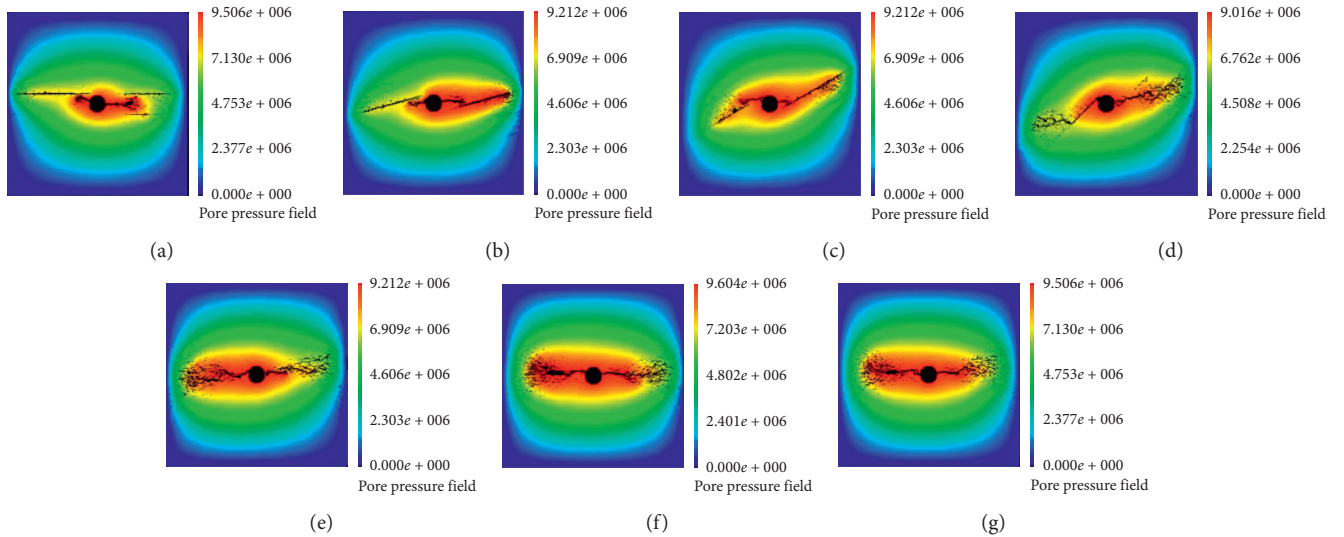 9.506e + 006
7.130e + 006
4.753e + 006
2.377e + 006
0.000e + 000
Pore pressure field
(a)
9.212e + 006
6.909e + 006
4.606e + 006
2.303e + 006
0.000e + 000
Pore pressure field
(b)
9.212e + 006
6.909e + 006
4.606e + 006
2.303e + 006
0.000e + 000
Pore pressure field
(c)
9.016e + 006
6.762e + 006
4.508e + 006
2.254e + 006
0.000e + 000
Pore pressure field
(d)
9.212e + 006
6.909e + 006
4.606e + 006
2.303e + 006
0.000e + 000
Pore pressure field
(e)
9.604e + 006
7.203e + 006
4.802e + 006
2.401e + 006
0.000e + 000
Pore pressure field
(f)
9.506e + 006
7.130e + 006
4.753e + 006
2.377e + 006
0.000e + 000
Pore pressure field
(g)